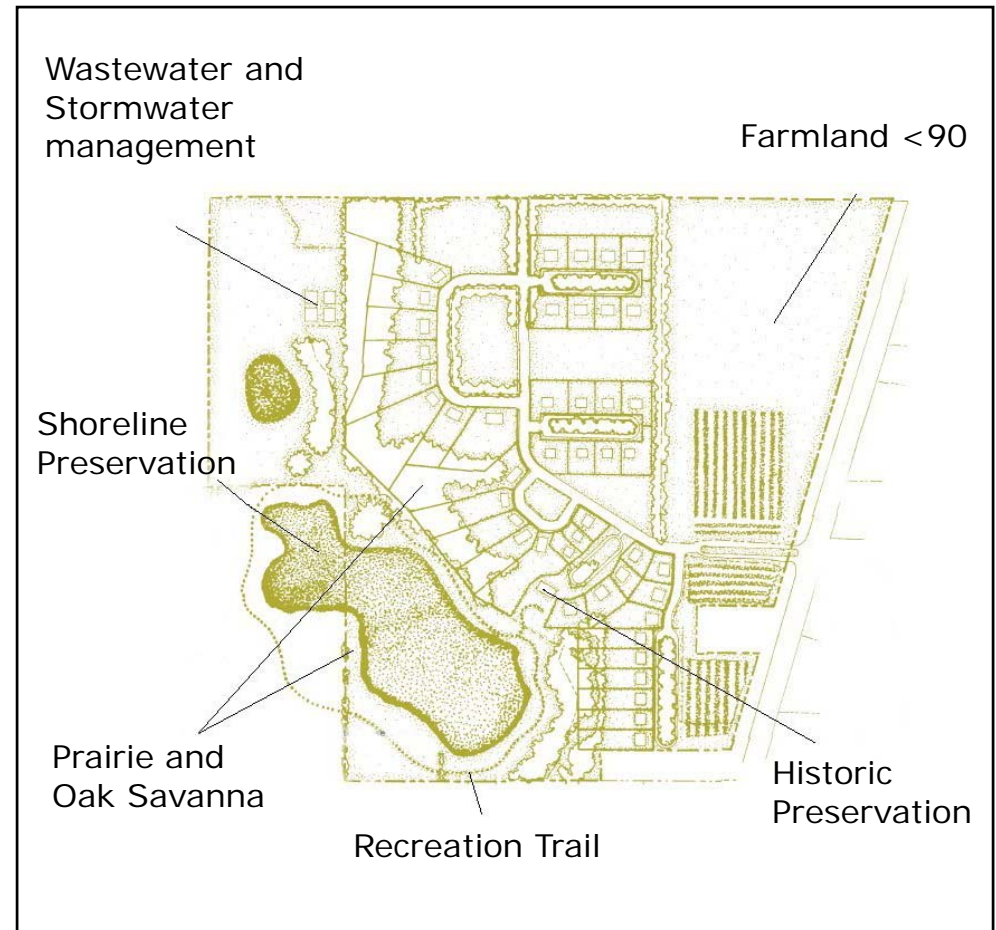 Wastewater and
Stormwater
management
Farmland <90
Shoreline
Preservation
Prairie and
Oak Savanna
Historic
Preservation
Recreation Trail